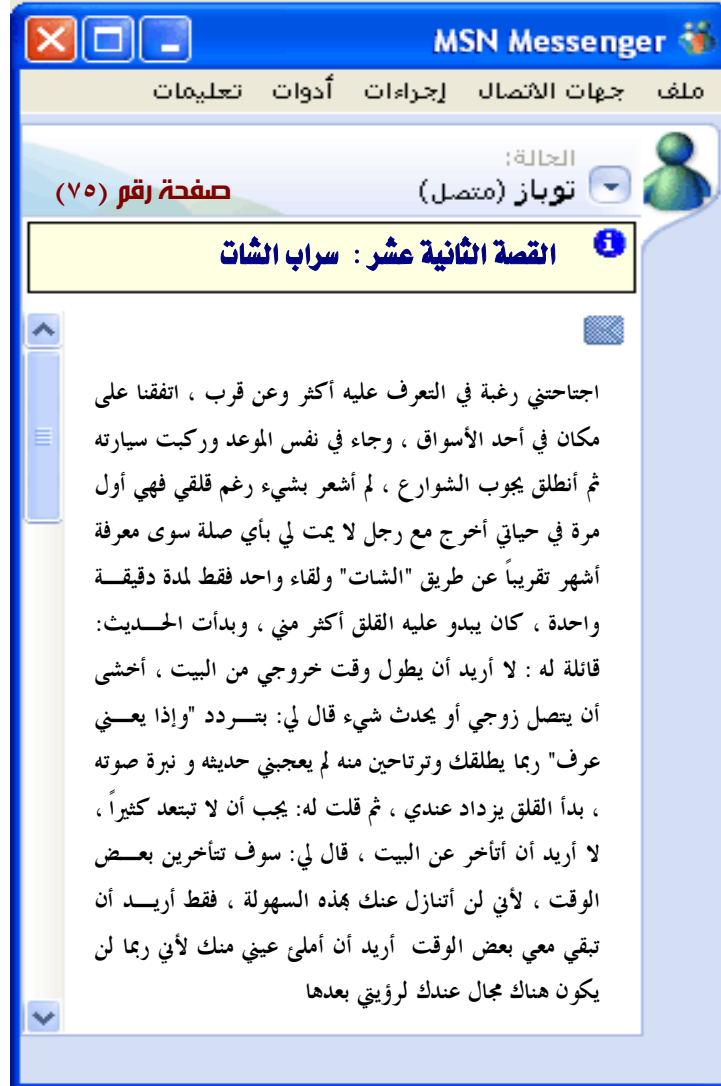 MSN Messenger
ملف جهات الاتصال إجراءات أدوات تعليمات
الحالة:
توباز (متصل)
صفحة رقم (٧٥)
القصة الثانية عشر : سراب الشات
اجتاحتني رغبة في التعرف عليه أكثر وعن قرب ، اتفقنا على
مكان في أحد الأسواق ، وجاء في نفس الموعد وركبت سيارته
ثم أنطلق يجوب الشوارع ، لم أشعر بشيء رغم قلقي فهي أول
مرة في حياتي أخرج مع رجل لا يمت لي بأي صلة سوى معرفة
أشهر تقريباً عن طريق "الشات" ولقاء واحد فقط لمدة دقيقـــة
واحدة ، كان يبدو عليه القلق أكثر مني ، وبدأت الحـــديث:
قائلة له : لا أريد أن يطول وقت خروجي من البيت ، أخشى
أن يتصل زوجي أو يحدث شيء قال لي: بتـــردد "وإذا يعـــني
عرف" ربما يطلقك وترتاحين منه لم يعجبني حديثه و نبرة صوته
، بدأ القلق يزداد عندي ، ثم قلت له: يجب أن لا تبتعد كثيراً ،
لا أريد أن أتأخر عن البيت ، قال لي: سوف تتأخرين بعـــض
الوقت ، لأني لن أتنازل عنك بهذه السهولة ، فقط أريـــد أن
تبقي معي بعض الوقت أريد أن أملئ عيني منك لأني ربما لن
يكون هناك مجال عندك لرؤيتي بعدها